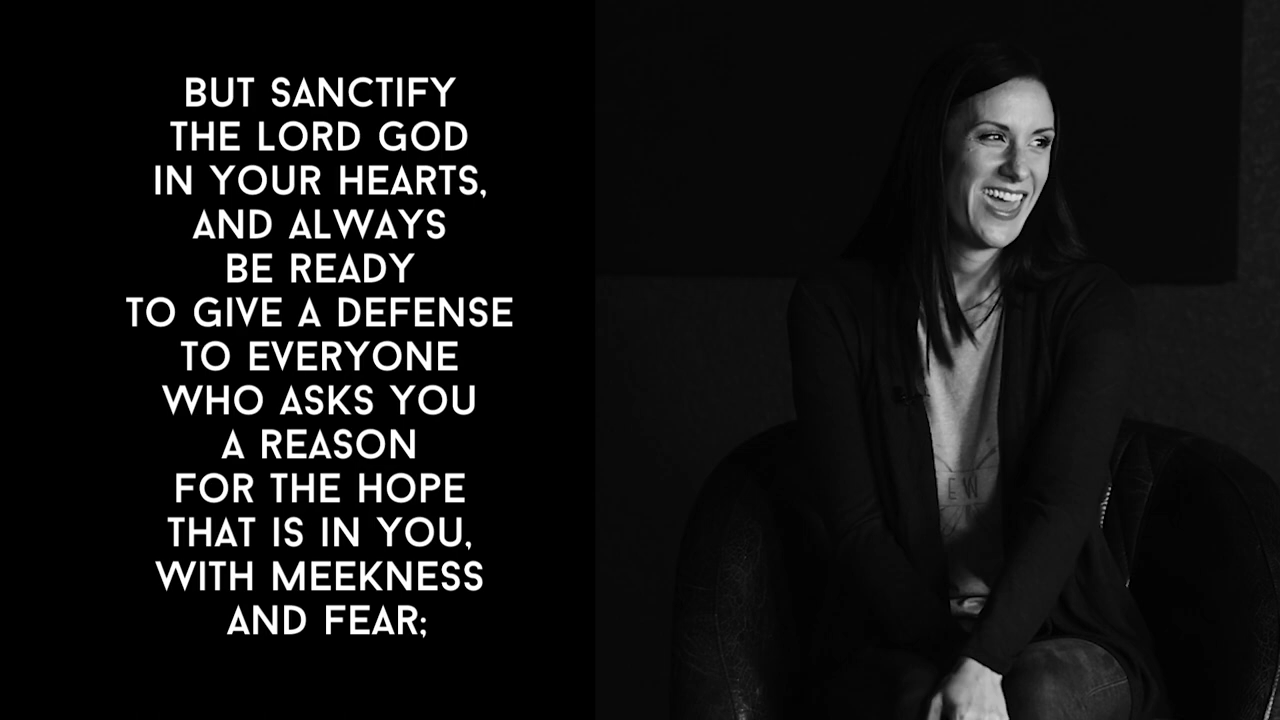 BUT SANCTIFY
THE LORD GOD
IN YOUR HEARTS,
AND ALWAYS
BE READY
TO GIVE A DEFENSE
TO EVERYONE
WHO ASKS YOU
A REASON
FOR THE HOPE
THAT IS IN YOU,
WITH MEEKNESS
AND FEAR;
EW